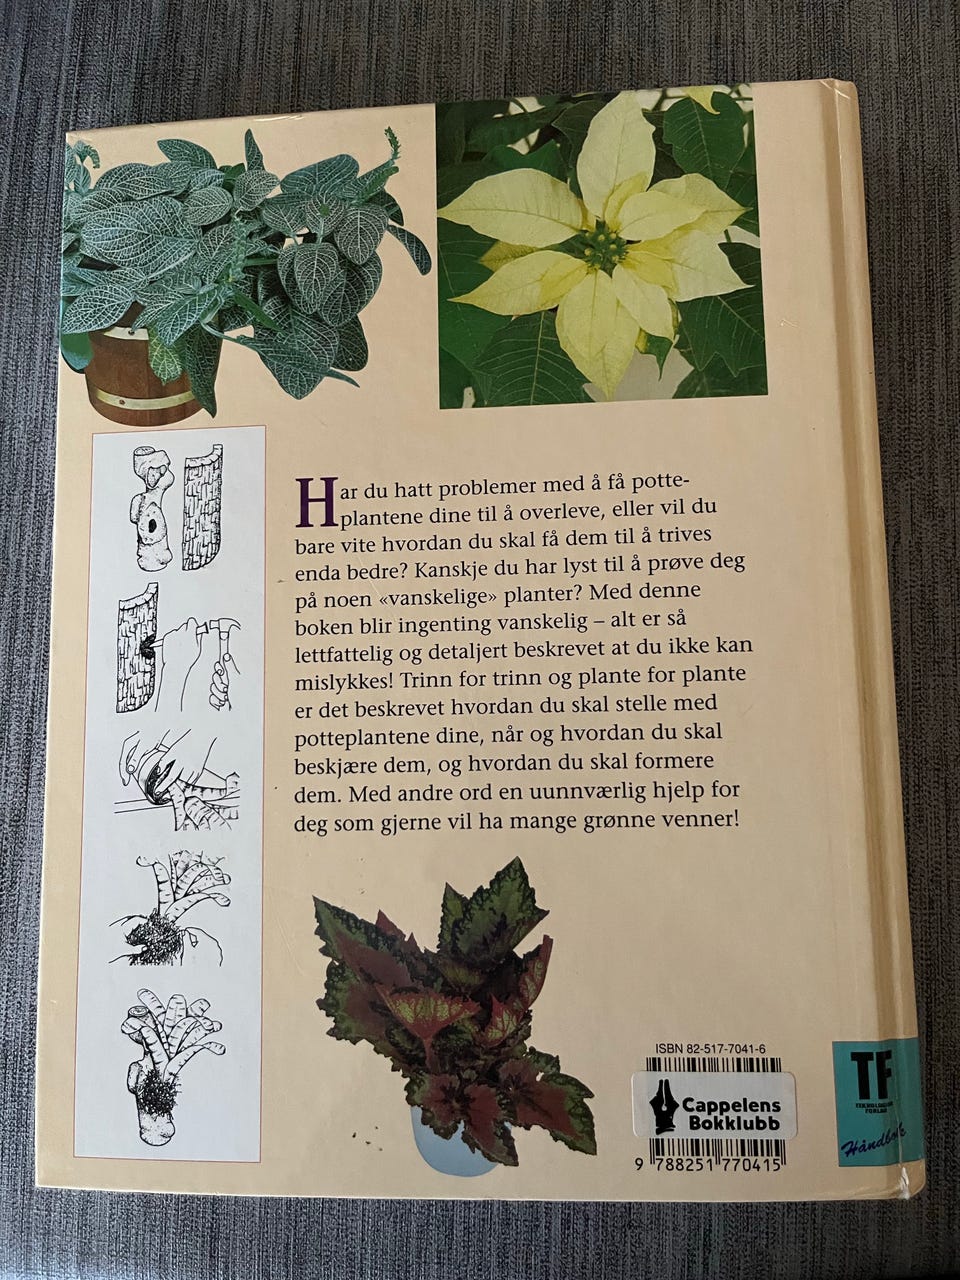 Har du hatt problemer med å få potte-
plantene dine til å overleve, eller vil du
bare vite hvordan du skal få dem til å trives
enda bedre? Kanskje du har lyst til å prøve deg
på noen «vanskelige» planter? Med denne
boken blir ingenting vanskelig – alt er så
lettfattelig og detaljert beskrevet at du ikke kan
mislykkes! Trinn for trinn og plante for plante
er det beskrevet hvordan du skal stelle med
potteplantene dine, når og hvordan du skal
beskjære dem, og hvordan du skal formere
dem. Med andre ord en uunnværlig hjelp for
deg som gjerne vil ha mange grønne venner!
ISBN 82-517-7041-6
Cappelens
Bokklubb
9 788251 770415
TF
FORLAG
Håndbok